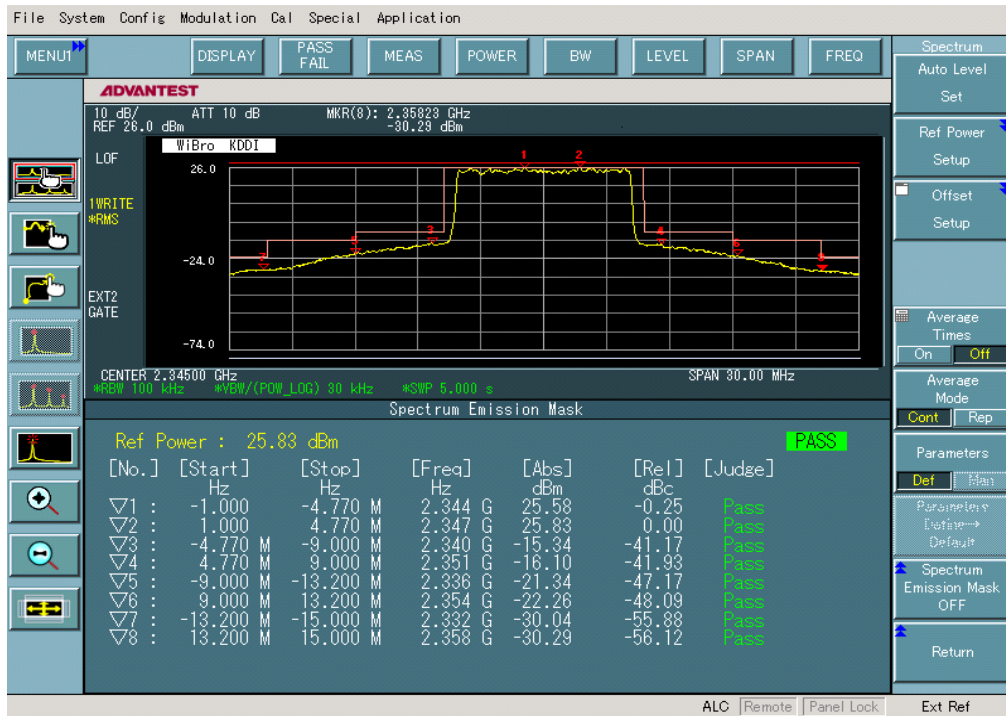 File System Config Modulation Cal Special Application
MENU1 DISPLAY PASS FAIL MEAS POWER BW LEVEL SPAN FREQ
ADVANTEST
10 dB/ ATT 10 dB MKR(8): 2.35823 GHz
REF 26.0 dBm -30.29 dBm
WiBro KDDI
LOF
26.0
1WRITE
*RMS
-24.0
EXT2
GATE
-74.0
1
2
3
4
5
6
7
8
CENTER 2.34500 GHz SPAN 30.00 MHz
*RBW 100 kHz *VBW/(POW_LOG) 30 kHz *SWP 5.000 s
Spectrum Emission Mask
Ref Power : 25.83 dBm PASS
[No.] [Start] [Stop] [Freq] [Abs] [Rel] [Judge]
Hz Hz Hz dBm dBc
▽1 : -1.000 -4.770 M 2.344 G 25.58 -0.25 Pass
▽2 : 1.000 4.770 M 2.347 G 25.83 0.00 Pass
▽3 : -4.770 M -9.000 M 2.340 G -15.34 -41.17 Pass
▽4 : 4.770 M 9.000 M 2.351 G -16.10 -41.93 Pass
▽5 : -9.000 M -13.200 M 2.336 G -21.34 -47.17 Pass
▽6 : 9.000 M 13.200 M 2.354 G -22.26 -48.09 Pass
▽7 : -13.200 M -15.000 M 2.332 G -30.04 -55.88 Pass
▽8 : 13.200 M 15.000 M 2.358 G -30.29 -56.12 Pass
Spectrum
Auto Level
Set
Ref Power
Setup
Offset
Setup
Average
Times
On Off
Average
Mode
Cont Rep
Parameters
Def Man
Parameters
Define→
Default
Spectrum
Emission Mask
OFF
Return
ALC Remote Panel Lock Ext Ref